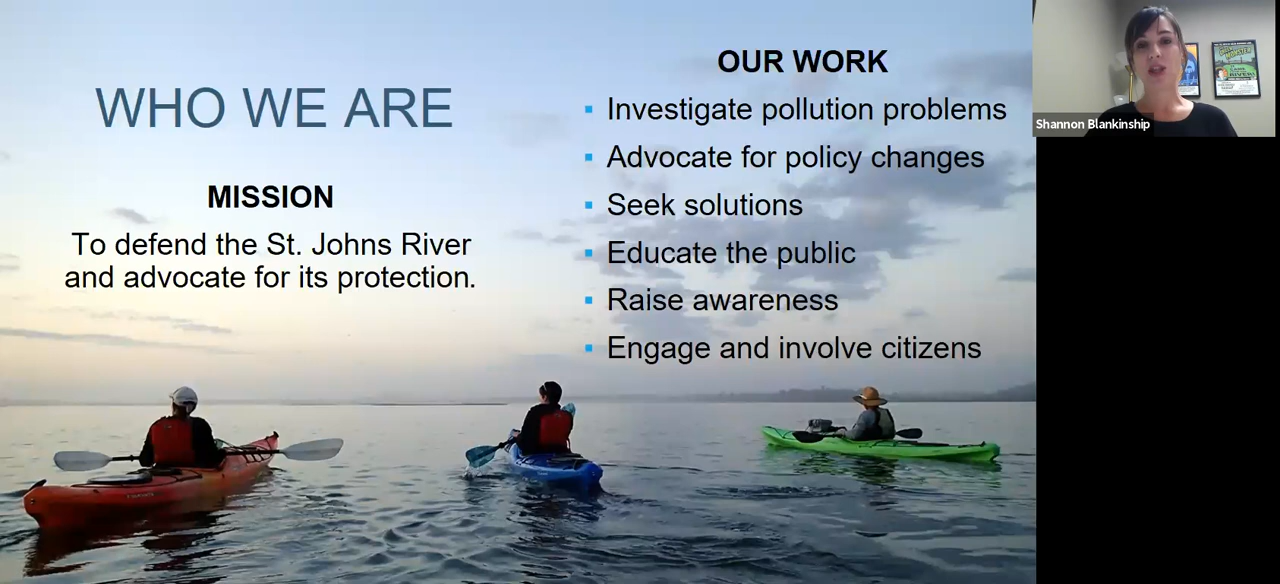 WHO WE ARE
MISSION
To defend the St. Johns River
and advocate for its protection.
OUR WORK
▪ Investigate pollution problems
▪ Advocate for policy changes
▪ Seek solutions
▪ Educate the public
▪ Raise awareness
▪ Engage and involve citizens
Shannon Blankinship